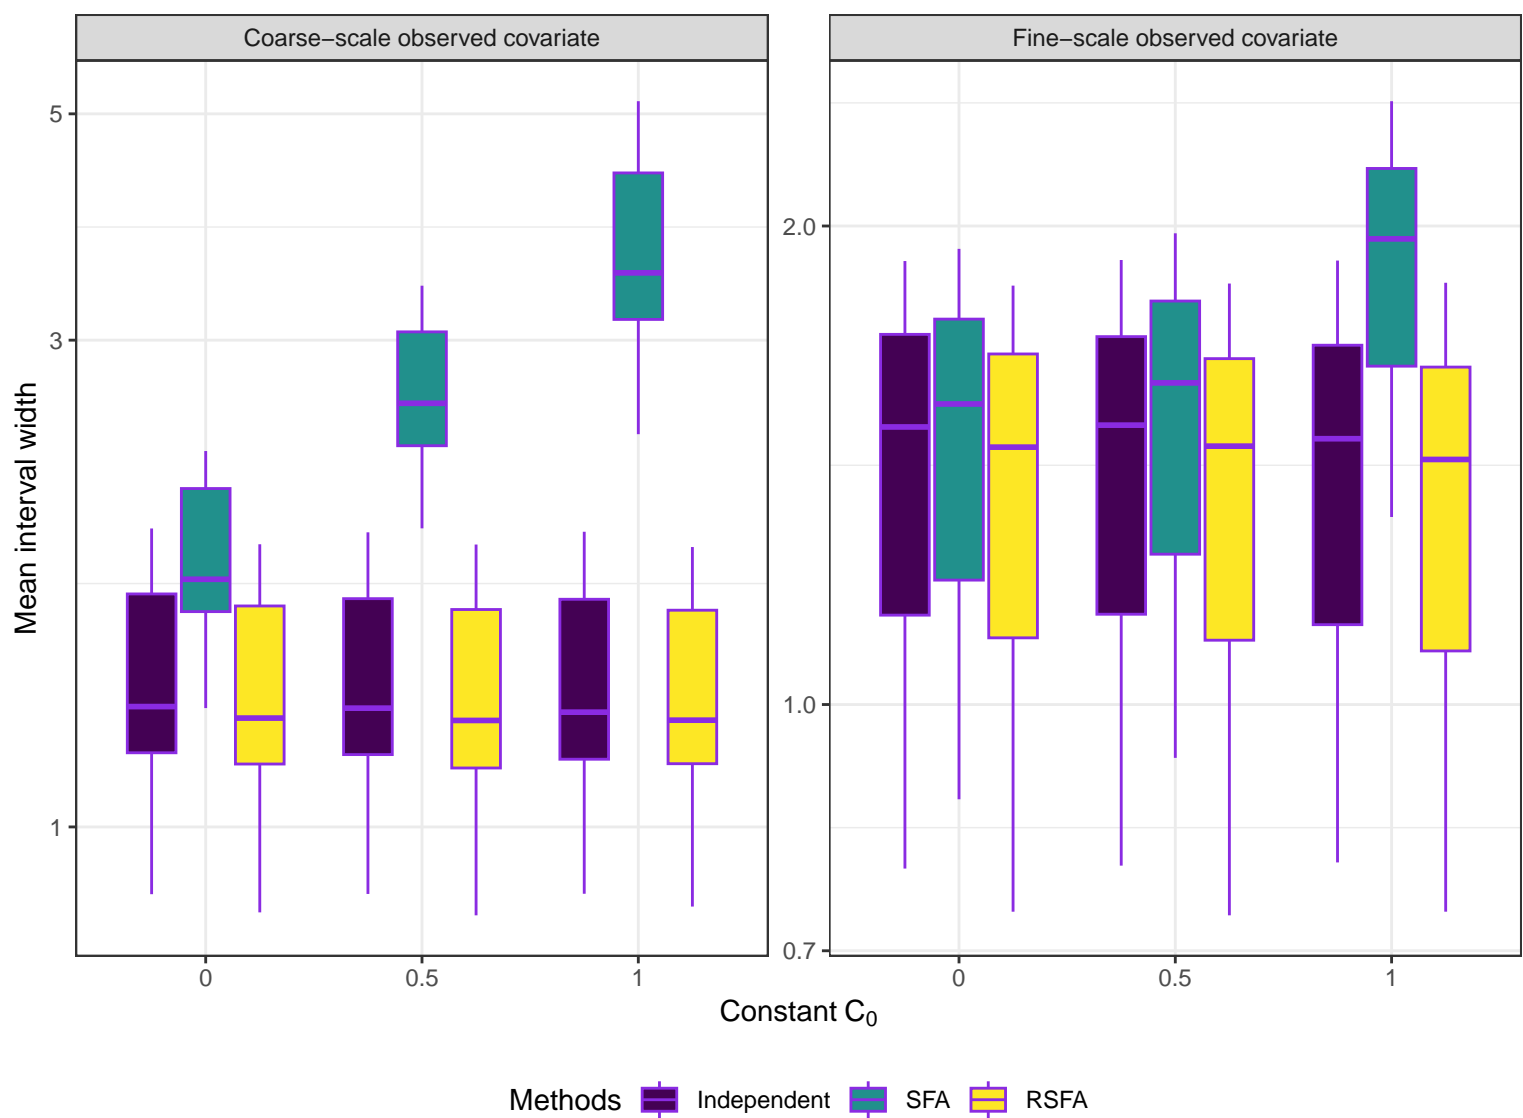 Coarse−scale observed covariate
Fine−scale observed covariate
Mean interval width
5
3
1
2.0
1.0
0.7
0 0.5 1
0 0.5 1
Constant C₀
Methods Independent SFA RSFA